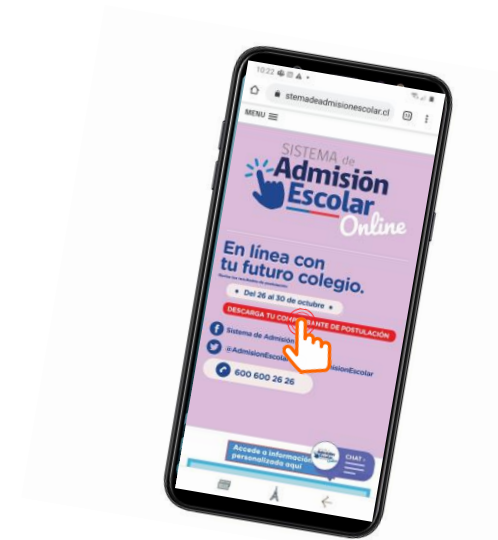 10:22
stemadeadmisionescolar.cl
MENU
SISTEMA de
Admisión
Escolar
Online
En línea con
tu futuro colegio.
• Del 26 al 30 de octubre •
DESCARGA TU COMPROBANTE DE POSTULACIÓN
Sistema de Admisión
@AdmisionEscolar
600 600 26 26
Accede a información
personalizada aquí
CHAT